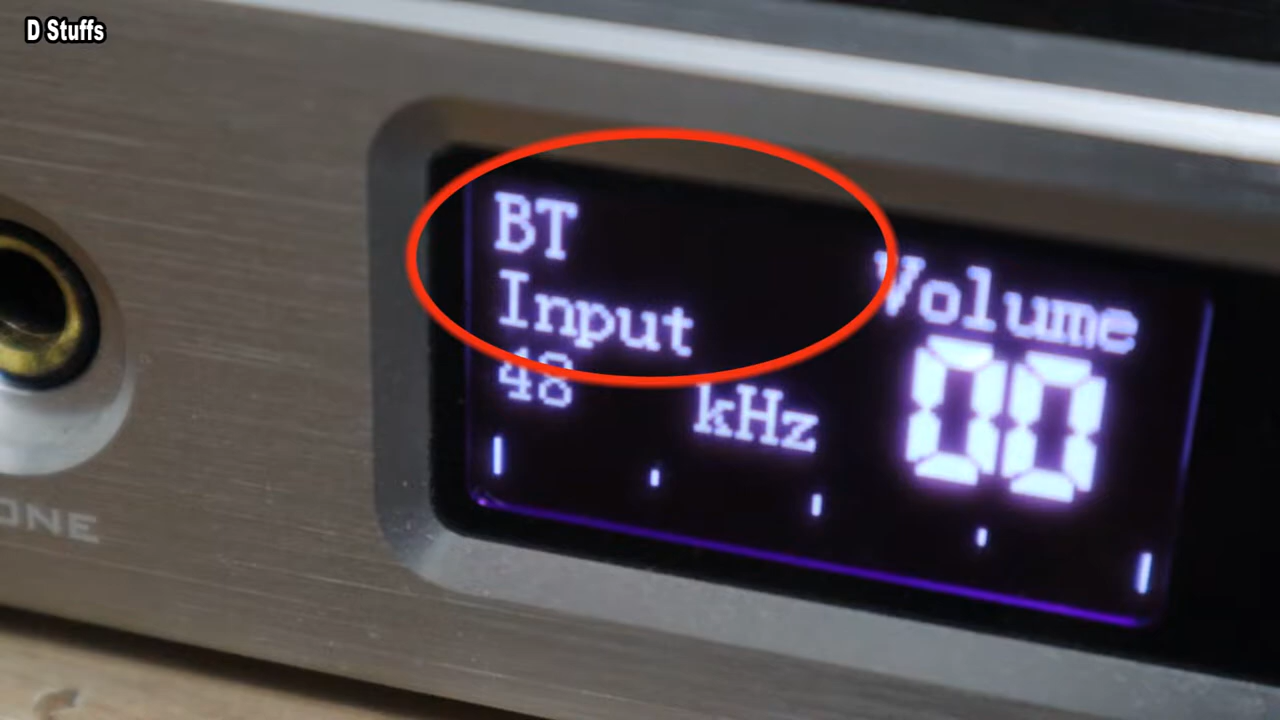 D Stuffs
BT
Input
Volume
48 kHz
00
ONE